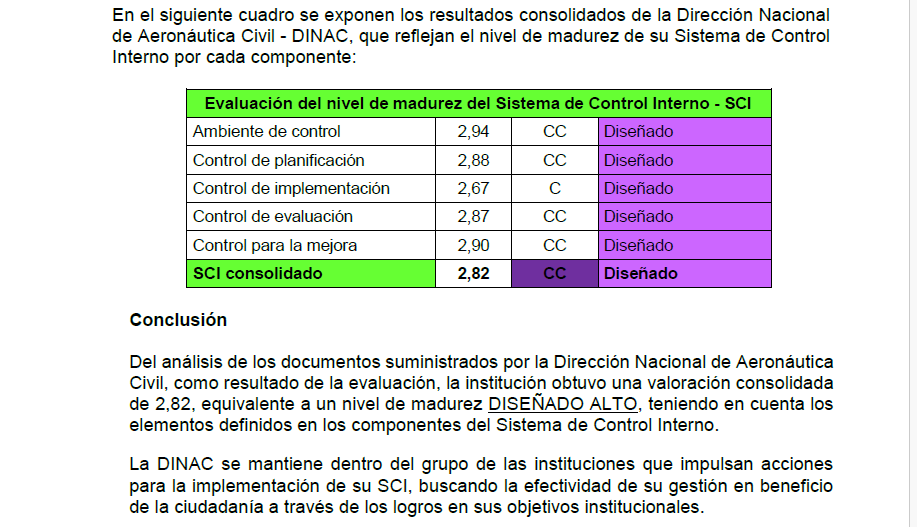 En el siguiente cuadro se exponen los resultados consolidados de la Dirección Nacional
de Aeronáutica Civil - DINAC, que reflejan el nivel de madurez de su Sistema de Control
Interno por cada componente:
Evaluación del nivel de madurez del Sistema de Control Interno - SCI
Ambiente de control 2,94 CC Diseñado
Control de planificación 2,88 CC Diseñado
Control de implementación 2,67 C Diseñado
Control de evaluación 2,87 CC Diseñado
Control para la mejora 2,90 CC Diseñado
SCI consolidado 2,82 CC Diseñado
Conclusión
Del análisis de los documentos suministrados por la Dirección Nacional de Aeronáutica
Civil, como resultado de la evaluación, la institución obtuvo una valoración consolidada
de 2,82, equivalente a un nivel de madurez DISEÑADO ALTO, teniendo en cuenta los
elementos definidos en los componentes del Sistema de Control Interno.
La DINAC se mantiene dentro del grupo de las instituciones que impulsan acciones
para la implementación de su SCI, buscando la efectividad de su gestión en beneficio
de la ciudadanía a través de los logros en sus objetivos institucionales.